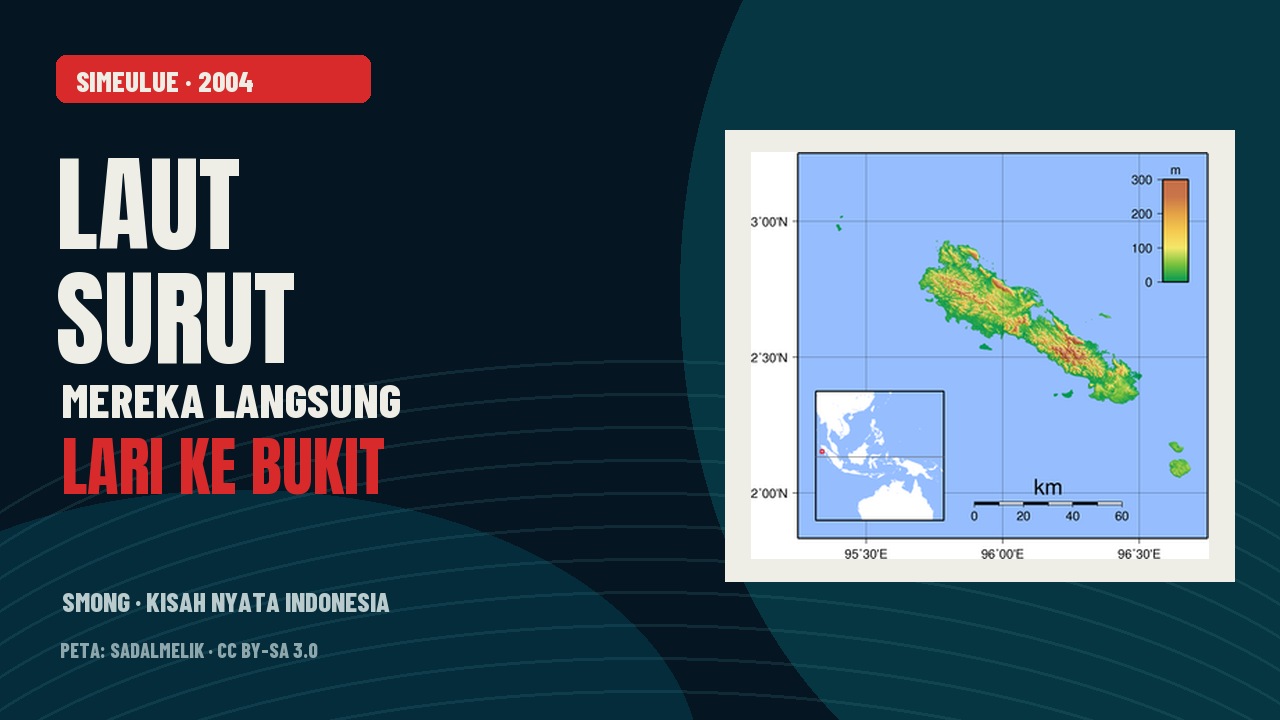 SIMEULUE · 2004
LAUT
SURUT
MEREKA LANGSUNG
LARI KE BUKIT
SMONG · KISAH NYATA INDONESIA
PETA: SADALMELIK · CC BY-SA 3.0
m
300
200
100
0
3˚00'N
2˚30'N
2˚00'N
km
0 20 40 60
95˚30'E 96˚00'E 96˚30'E